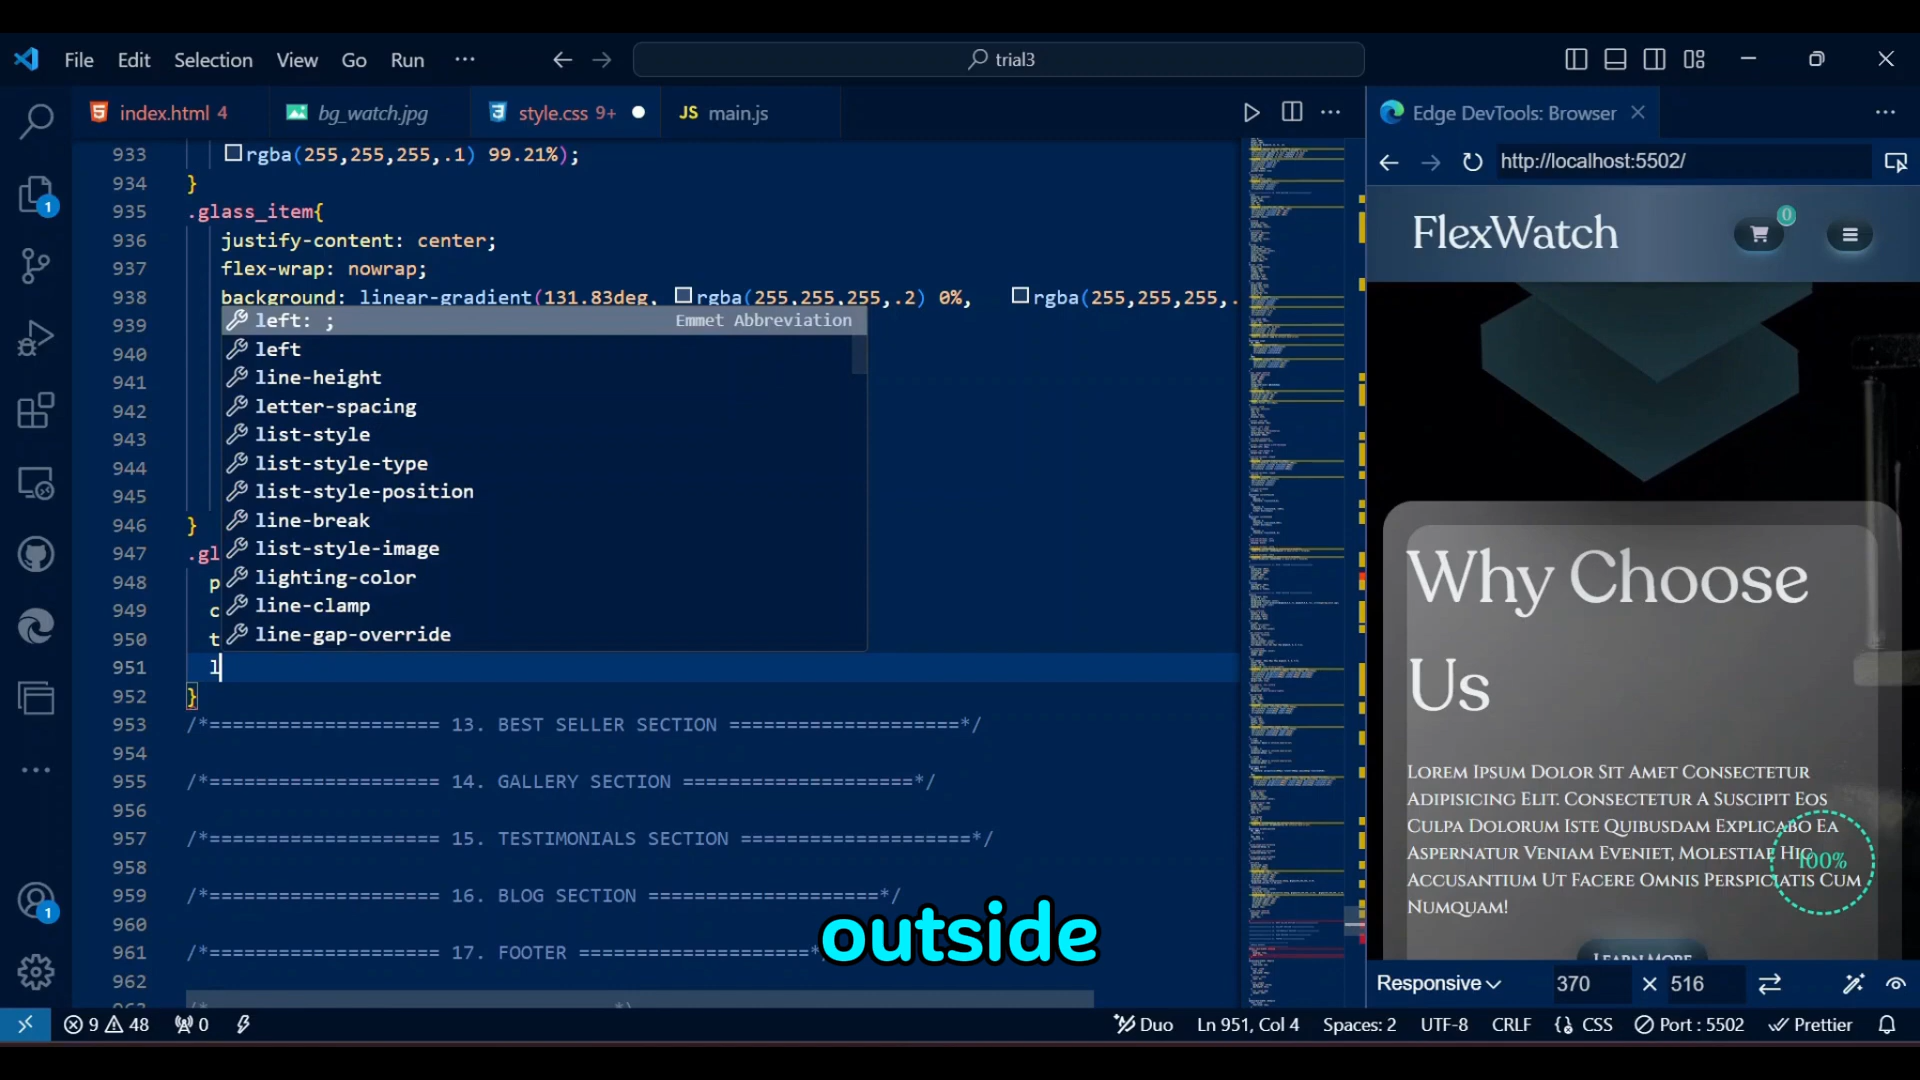 File Edit Selection View Go Run ··· trial3
index.html 4 bg_watch.jpg style.css 9+ JS main.js
Edge DevTools: Browser
http://localhost:5502/
933 rgba(255,255,255,.1) 99.21%);
934 }
935 .glass_item{
936 justify-content: center;
937 flex-wrap: nowrap;
938 background: linear-gradient(131.83deg, rgba(255,255,255,.2) 0%, rgba(255,255,255,.
939 left: ; Emmet Abbreviation
940 left
941 line-height
942 letter-spacing
943 list-style
944 list-style-type
945 list-style-position
946 } line-break
947 .gl list-style-image
948 p lighting-color
949 c line-clamp
950 t line-gap-override
951 l
952 }
953 /*==================== 13. BEST SELLER SECTION ====================*/
954
955 /*==================== 14. GALLERY SECTION ====================*/
956
957 /*==================== 15. TESTIMONIALS SECTION ====================*/
958
959 /*==================== 16. BLOG SECTION ====================*/
960
961 /*==================== 17. FOOTER ====================*
962
1
1
outside
FlexWatch 0
Why Choose
Us
Lorem Ipsum Dolor Sit Amet Consectetur
Adipisicing Elit. Consectetur A Suscipit Eos
Culpa Dolorum Iste Quibusdam Explicabo Ea
Aspernatur Veniam Eveniet, Molestiae Hic
Accusantium Ut Facere Omnis Perspiciatis Cum
Numquam!
100%
Learn More
Responsive 370 × 516
9 48 0 Duo Ln 951, Col 4 Spaces: 2 UTF-8 CRLF CSS Port : 5502 Prettier